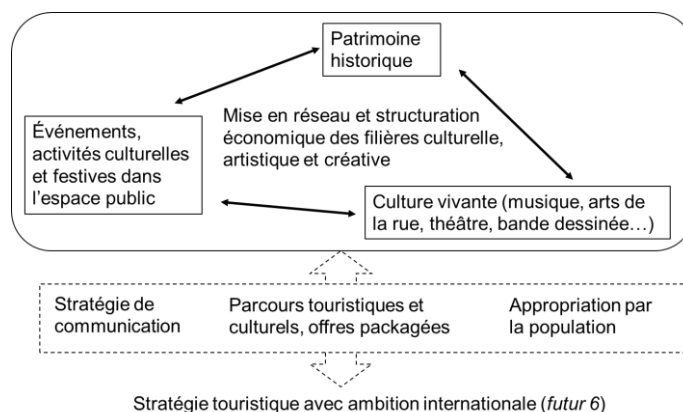 Patrimoine
historique
Mise en réseau et structuration
économique des filières culturelle,
artistique et créative
Événements,
activités culturelles
et festives dans
l’espace public
Culture vivante (musique, arts de
la rue, théâtre, bande dessinée…)
Stratégie de
communication
Parcours touristiques et
culturels, offres packagées
Appropriation par
la population
Stratégie touristique avec ambition internationale (futur 6)